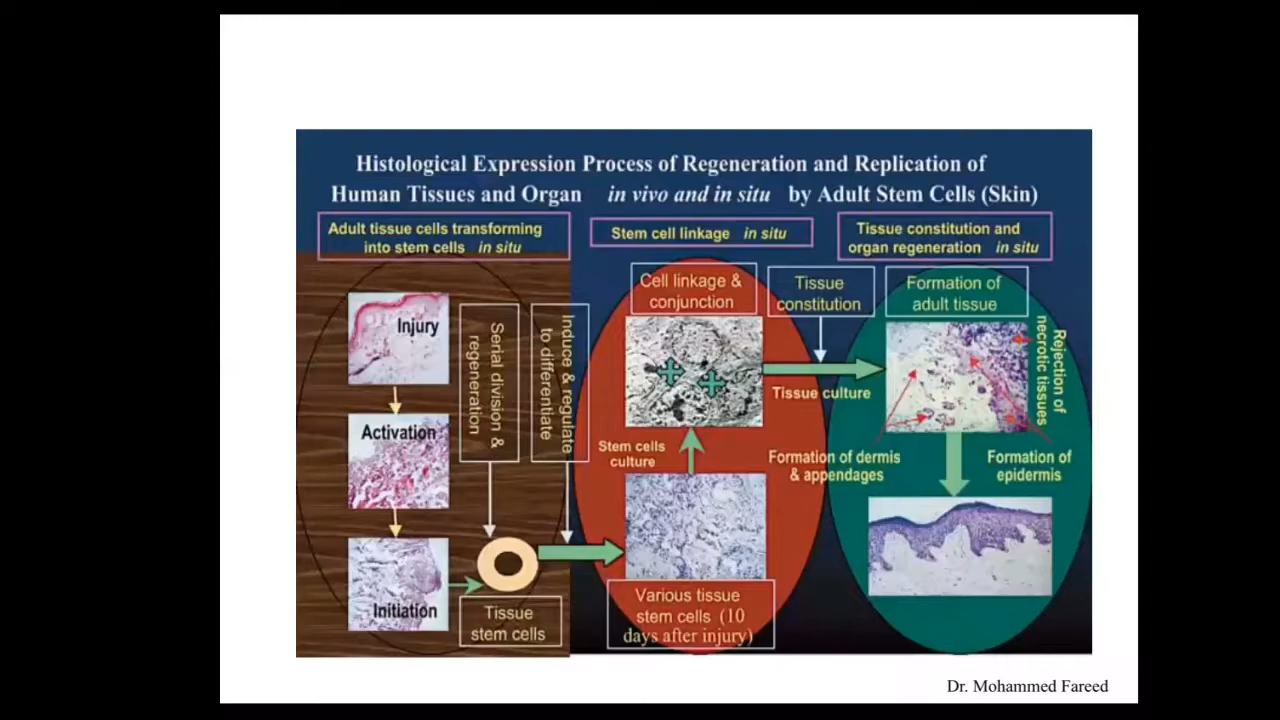 Histological Expression Process of Regeneration and Replication of
Human Tissues and Organ in vivo and in situ by Adult Stem Cells (Skin)
Adult tissue cells transforming
into stem cells in situ
Stem cell linkage in situ
Tissue constitution and
organ regeneration in situ
Injury
Activation
Initiation
Serial division &
regeneration
Induce & regulate
to differentiate
Tissue
stem cells
Cell linkage &
conjunction
Stem cells
culture
Various tissue
stem cells (10
days after injury)
Tissue
constitution
Tissue culture
Formation of
adult tissue
Rejection of
necrotic tissues
Formation of dermis
& appendages
Formation of
epidermis
Dr. Mohammed Fareed